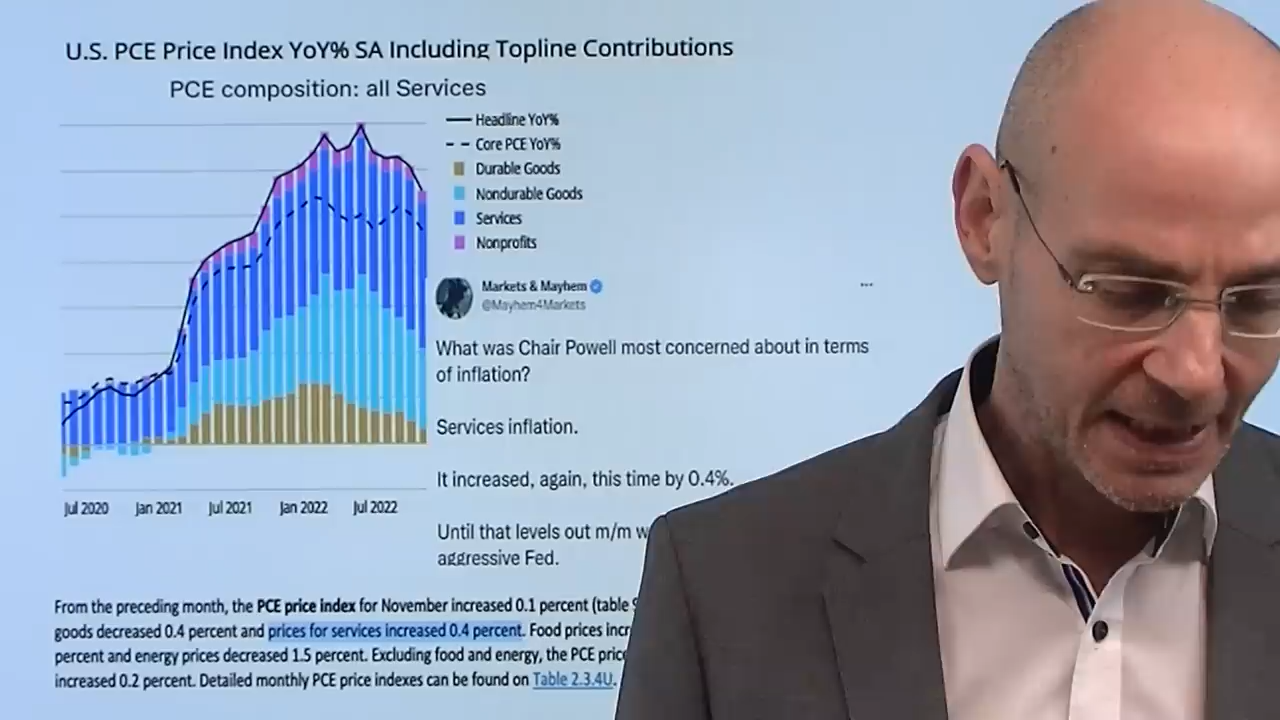 U.S. PCE Price Index YoY% SA Including Topline Contributions
PCE composition: all Services
Headline YoY%
Core PCE YoY%
Durable Goods
Nondurable Goods
Services
Nonprofits
Markets & Mayhem
@Mayhem4Markets
...
What was Chair Powell most concerned about in terms
of inflation?
Services inflation.
It increased, again, this time by 0.4%.
Until that levels out m/m
aggressive Fed.
Jul 2020 Jan 2021 Jul 2021 Jan 2022 Jul 2022
From the preceding month, the PCE price index for November increased 0.1 percent (table
goods decreased 0.4 percent and prices for services increased 0.4 percent. Food prices
percent and energy prices decreased 1.5 percent. Excluding food and energy, the PCE
increased 0.2 percent. Detailed monthly PCE price indexes can be found on Table 2.3.4U.